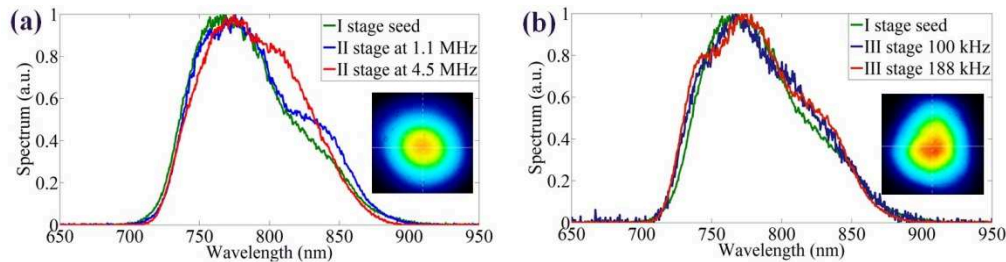 (a)
Spectrum (a.u.)
1
0.8
0.6
0.4
0.2
0
I stage seed
II stage at 1.1 MHz
II stage at 4.5 MHz
650 700 750 800 850 900 950
Wavelength (nm)
(b)
Spectrum (a.u.)
1
0.8
0.6
0.4
0.2
0
I stage seed
III stage 100 kHz
III stage 188 kHz
650 700 750 800 850 900 950
Wavelength (nm)